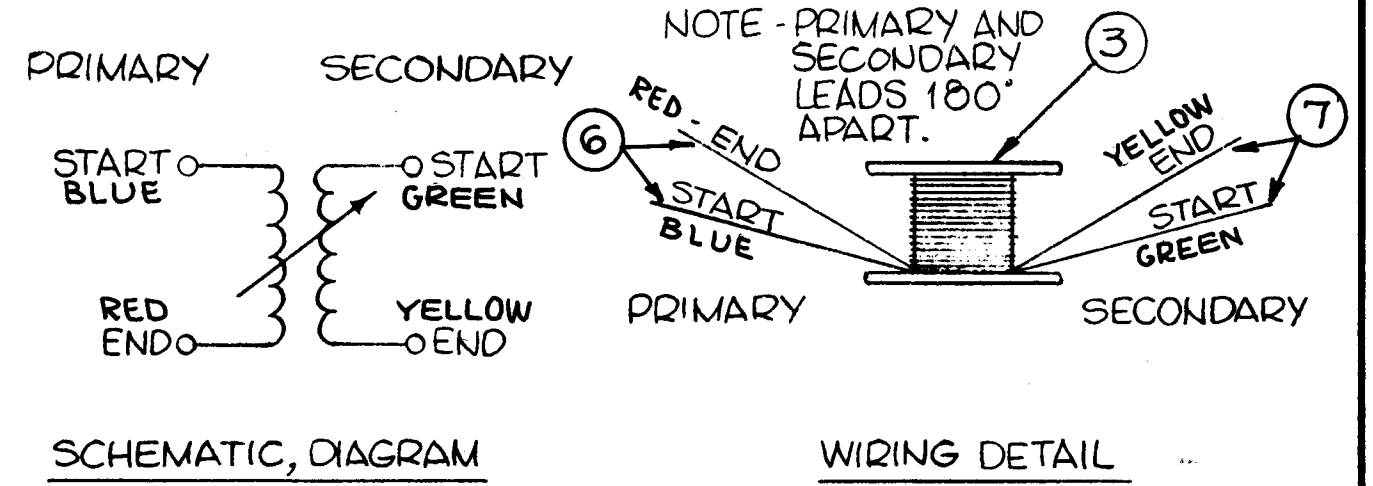 PRIMARY
SECONDARY
START
BLUE
START
GREEN
RED
END
YELLOW
END
SCHEMATIC, DIAGRAM
NOTE - PRIMARY AND
SECONDARY
LEADS 180°
APART.
3
6
RED - END
START
BLUE
PRIMARY
7
YELLOW
END
START
GREEN
SECONDARY
WIRING DETAIL